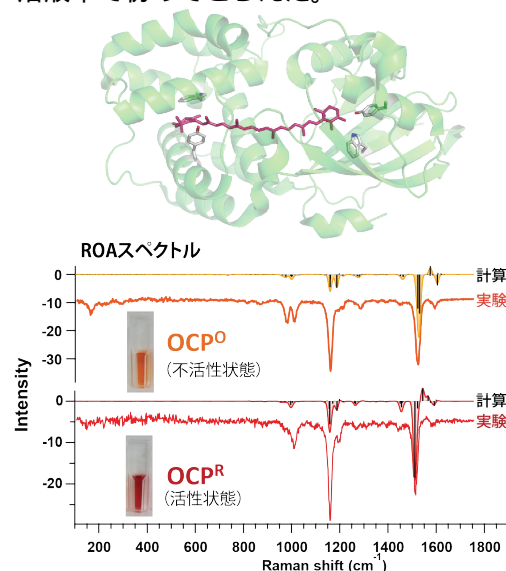 ROAスペクトル
0
-10
-20
-30
計算
実験
OCPᴼ
(不活性状態)
Intensity
0
-10
-20
計算
実験
OCPᴿ
(活性状態)
200 400 600 800 1000 1200 1400 1600 1800
Raman shift (cm⁻¹)